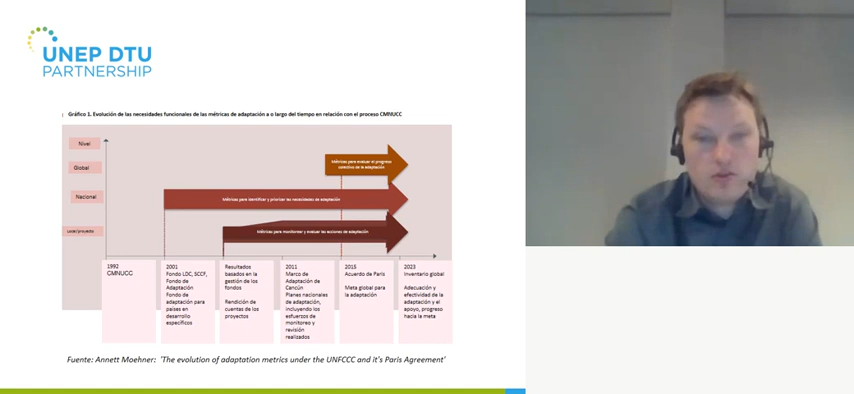 UNEP DTU
PARTNERSHIP
Gráfico 1. Evolución de las necesidades funcionales de las métricas de adaptación a o largo del tiempo en relación con el proceso CMNUCC
Nivel
Global
Nacional
Local/proyecto
Métricas para evaluar el progreso
colectivo de la adaptación
Métricas para identificar y priorizar las necesidades de adaptación
Métricas para monitorear y evaluar las acciones de adaptación
1992
CMNUCC
2001
Fondo LDC, SCCF,
Fondo de
Adaptación
Fondo de
adaptación para
países en
desarrollo
específicos
Resultados
basados en la
gestión de los
fondos
Rendición de
cuentas de los
proyectos
2011
Marco de
Adaptación de
Cancún
Planes nacionales
de adaptación,
incluyendo los
esfuerzos de
monitoreo y
revisión
realizados
2015
Acuerdo de París
Meta global para
la adaptación
2023
Inventario global
Adecuación y
efectividad de la
adaptación y el
apoyo, progreso
hacia la meta
Fuente: Annett Moehner: 'The evolution of adaptation metrics under the UNFCCC and it's Paris Agreement'